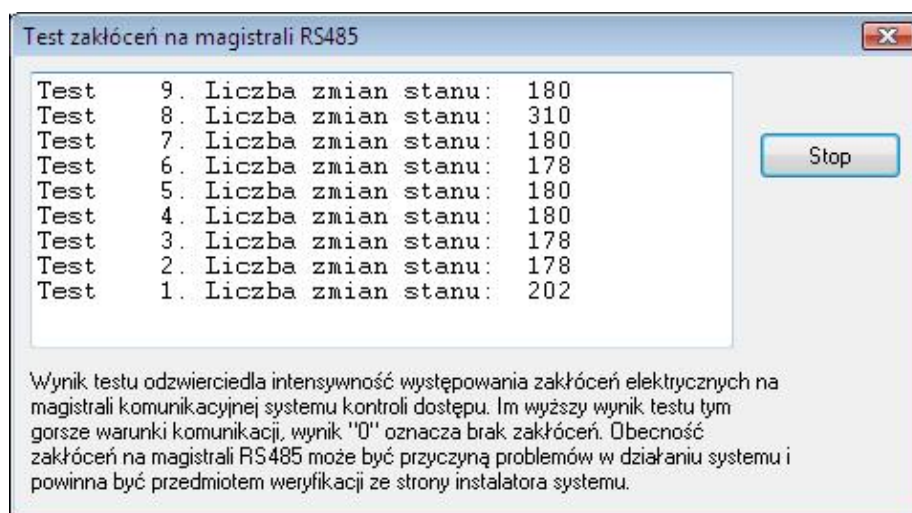 Test zakłóceń na magistrali RS485
Test 9. Liczba zmian stanu: 180
Test 8. Liczba zmian stanu: 310
Test 7. Liczba zmian stanu: 180
Test 6. Liczba zmian stanu: 178
Test 5. Liczba zmian stanu: 180
Test 4. Liczba zmian stanu: 180
Test 3. Liczba zmian stanu: 178
Test 2. Liczba zmian stanu: 178
Test 1. Liczba zmian stanu: 202
Stop
Wynik testu odzwierciedla intensywność występowania zakłóceń elektrycznych na
magistrali komunikacyjnej systemu kontroli dostępu. Im wyższy wynik testu tym
gorsze warunki komunikacji, wynik "0" oznacza brak zakłóceń. Obecność
zakłóceń na magistrali RS485 może być przyczyną problemów w działaniu systemu i
powinna być przedmiotem weryfikacji ze strony instalatora systemu.